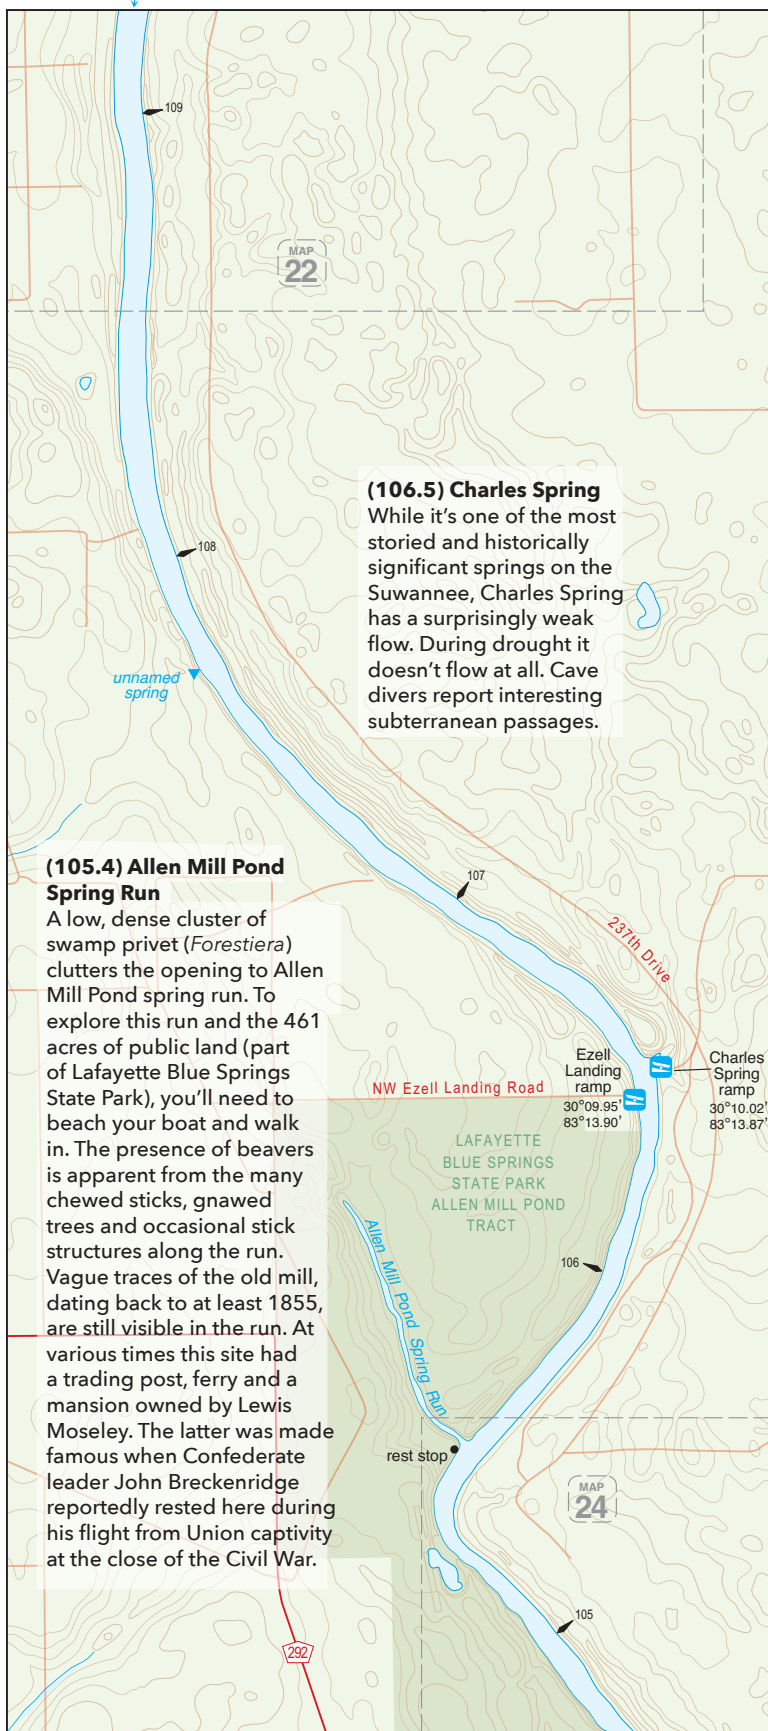 109
MAP
22
(106.5) Charles Spring
While it’s one of the most
storied and historically
significant springs on the
Suwannee, Charles Spring
has a surprisingly weak
flow. During drought it
doesn’t flow at all. Cave
divers report interesting
subterranean passages.
108
unnamed
spring
(105.4) Allen Mill Pond
Spring Run
A low, dense cluster of
swamp privet (Forestiera)
clutters the opening to Allen
Mill Pond spring run. To
explore this run and the 461
acres of public land (part
of Lafayette Blue Springs
State Park), you’ll need to
beach your boat and walk
in. The presence of beavers
is apparent from the many
chewed sticks, gnawed
trees and occasional stick
structures along the run.
Vague traces of the old mill,
dating back to at least 1855,
are still visible in the run. At
various times this site had
a trading post, ferry and a
mansion owned by Lewis
Moseley. The latter was made
famous when Confederate
leader John Breckenridge
reportedly rested here during
his flight from Union captivity
at the close of the Civil War.
107
237th Drive
Ezell
Landing
ramp
30°09.95’
83°13.90’
Charles
Spring
ramp
30°10.02’
83°13.87’
NW Ezell Landing Road
LAFAYETTE
BLUE SPRINGS
STATE PARK
ALLEN MILL POND
TRACT
Allen Mill Pond Spring Run
106
rest stop
MAP
24
105
292